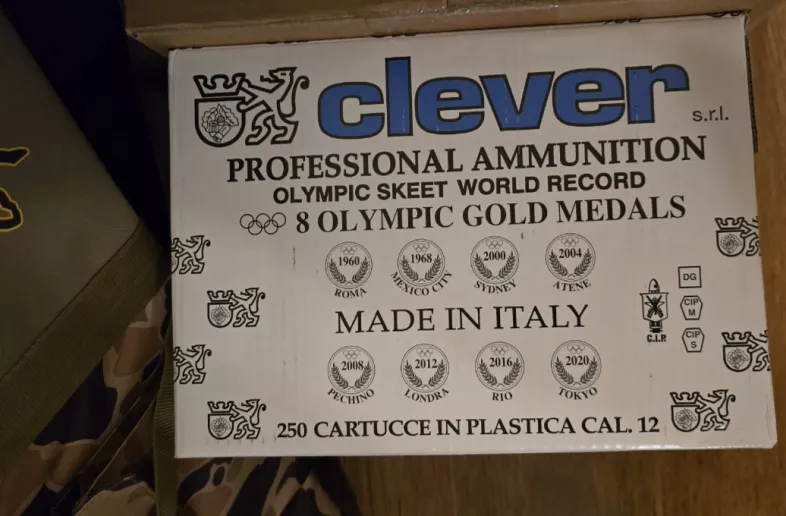 clever
s.r.l.
PROFESSIONAL AMMUNITION
OLYMPIC SKEET WORLD RECORD
8 OLYMPIC GOLD MEDALS
1960
ROMA
1968
MEXICO CITY
2000
SYDNEY
2004
ATENE
DG
CIP
M
C.I.P.
CIP
S
MADE IN ITALY
2008
PECHINO
2012
LONDRA
2016
RIO
2020
TOKYO
250 CARTUCCE IN PLASTICA CAL. 12